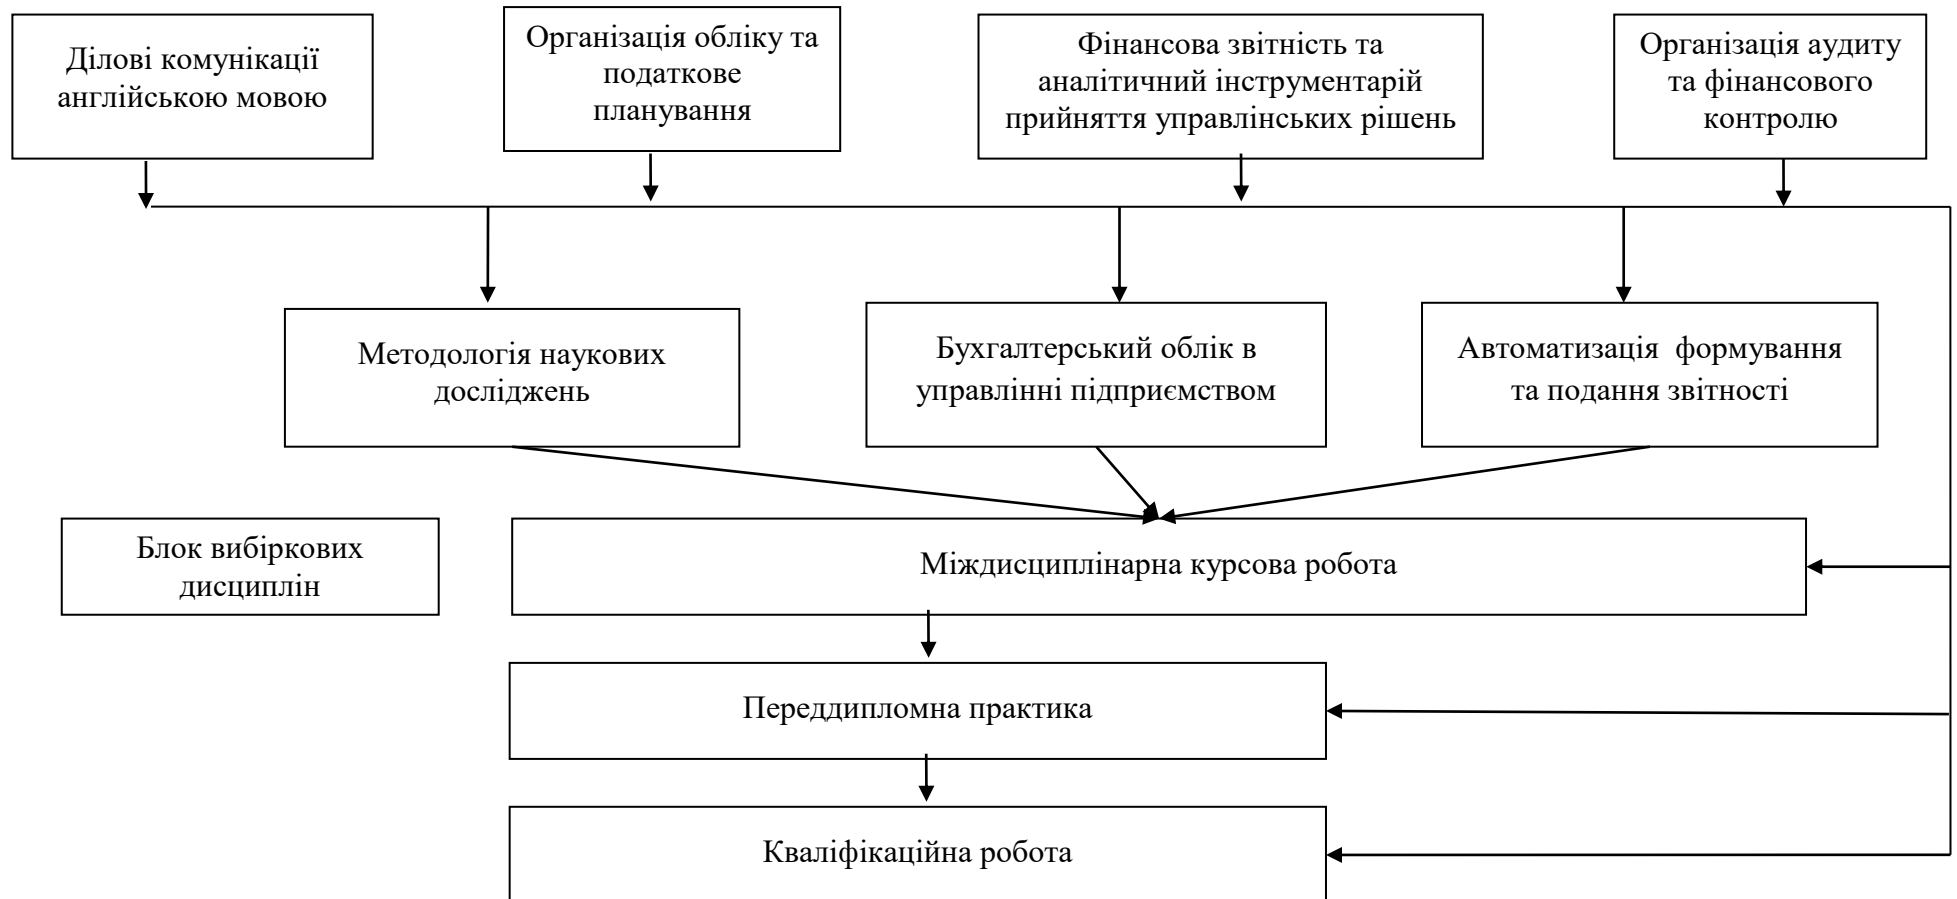 Ділові комунікації
англійською мовою
Організація обліку та
податкове
планування
Фінансова звітність та
аналітичний інструментарій
прийняття управлінських рішень
Організація аудиту
та фінансового
контролю
Методологія наукових
досліджень
Бухгалтерський облік в
управлінні підприємством
Автоматизація формування
та подання звітності
Блок вибіркових
дисциплін
Міждисциплінарна курсова робота
Переддипломна практика
Кваліфікаційна робота